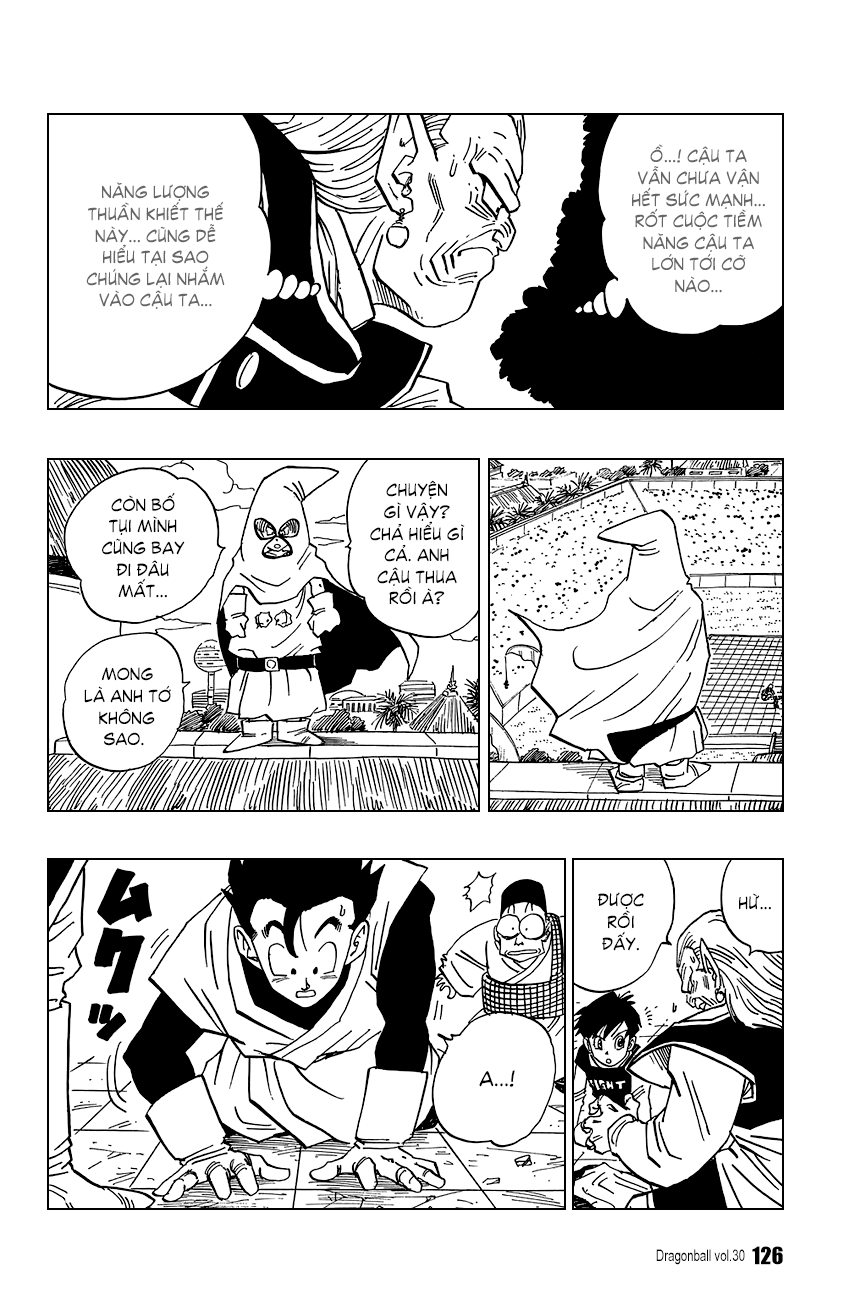 Ồ...! CẬU TA
VẪN CHƯA VẬN
HẾT SỨC MẠNH...
RỐT CUỘC TIỀM
NĂNG CẬU TA
LỚN TỚI CỠ
NÀO...
NĂNG LƯỢNG
THUẦN KHIẾT THẾ
NÀY... CŨNG DỄ
HIỂU TẠI SAO
CHÚNG LẠI NHẮM
VÀO CẬU TA...
CHUYỆN
GÌ VẬY?
CHẢ HIỂU GÌ
CẢ. ANH
CẬU THUA
RỒI À?
CÒN BỐ
TỤI MÌNH
CŨNG BAY
ĐI ĐÂU
MẤT...
MONG
LÀ ANH TỚ
KHÔNG
SAO.
HỪ...
ĐƯỢC
RỒI
ĐẤY.
FIGHT
ムクッ
A...!
Dragonball vol.30 126